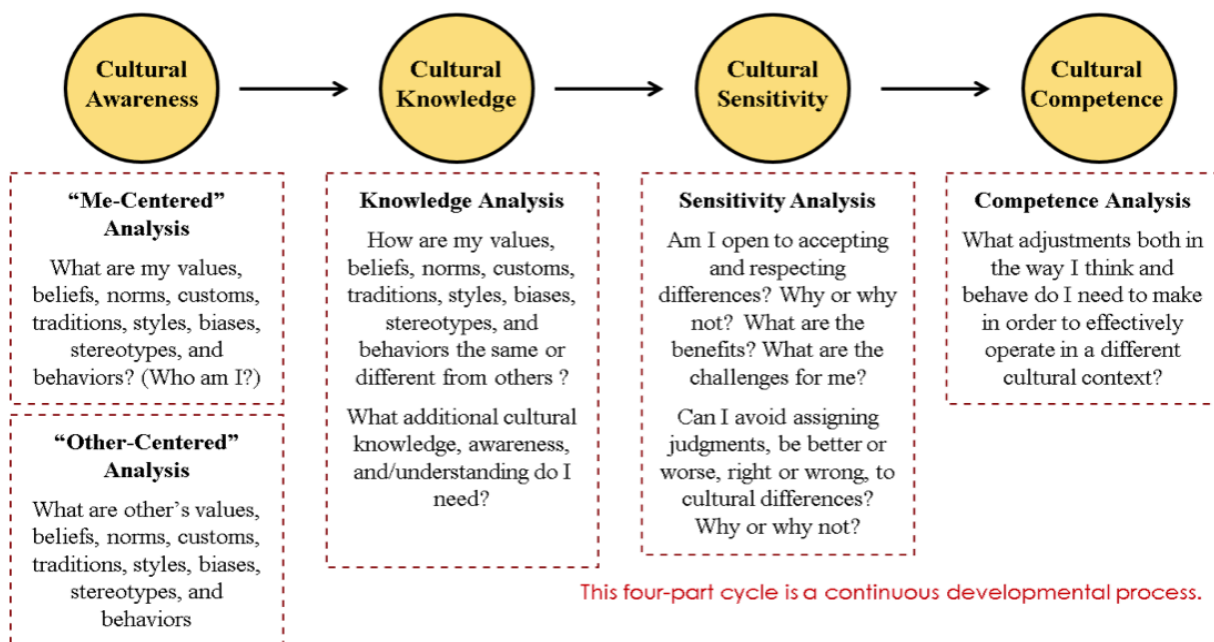 Cultural
Awareness
Cultural
Knowledge
Cultural
Sensitivity
Cultural
Competence
“Me-Centered”
Analysis
What are my values,
beliefs, norms, customs,
traditions, styles, biases,
stereotypes, and
behaviors? (Who am I?)
“Other-Centered”
Analysis
What are other’s values,
beliefs, norms, customs,
traditions, styles, biases,
stereotypes, and
behaviors
Knowledge Analysis
How are my values,
beliefs, norms, customs,
traditions, styles, biases,
stereotypes, and
behaviors the same or
different from others ?
What additional cultural
knowledge, awareness,
and/understanding do I
need?
Sensitivity Analysis
Am I open to accepting
and respecting
differences? Why or why
not? What are the
benefits? What are the
challenges for me?
Can I avoid assigning
judgments, be better or
worse, right or wrong, to
cultural differences?
Why or why not?
Competence Analysis
What adjustments both in
the way I think and
behave do I need to make
in order to effectively
operate in a different
cultural context?
This four-part cycle is a continuous developmental process.